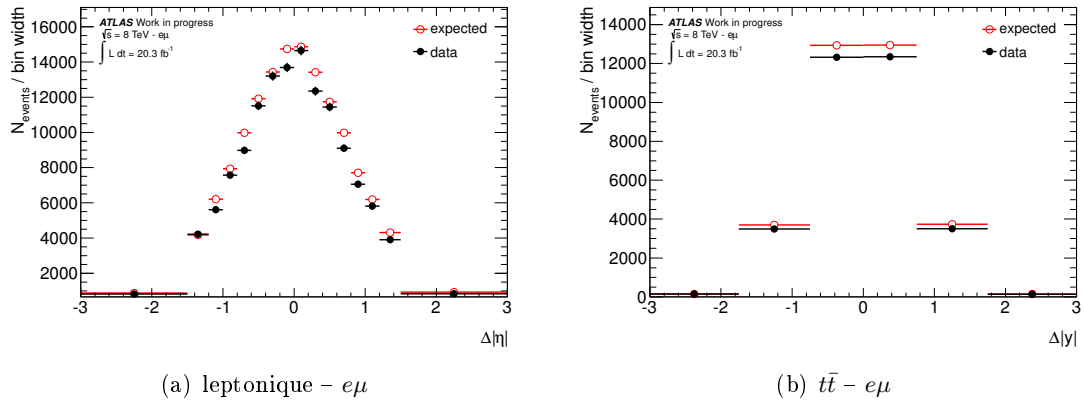 N_events / bin width
16000
14000
12000
10000
8000
6000
4000
2000
ATLAS Work in progress
√s = 8 TeV - eμ
∫ L dt = 20.3 fb⁻¹
expected
data
-3 -2 -1 0 1 2 3
Δ|η|
(a) leptonique – eμ
N_events / bin width
14000
12000
10000
8000
6000
4000
2000
0
ATLAS Work in progress
√s = 8 TeV - eμ
∫ L dt = 20.3 fb⁻¹
expected
data
-3 -2 -1 0 1 2 3
Δ|y|
(b) tt̄ – eμ